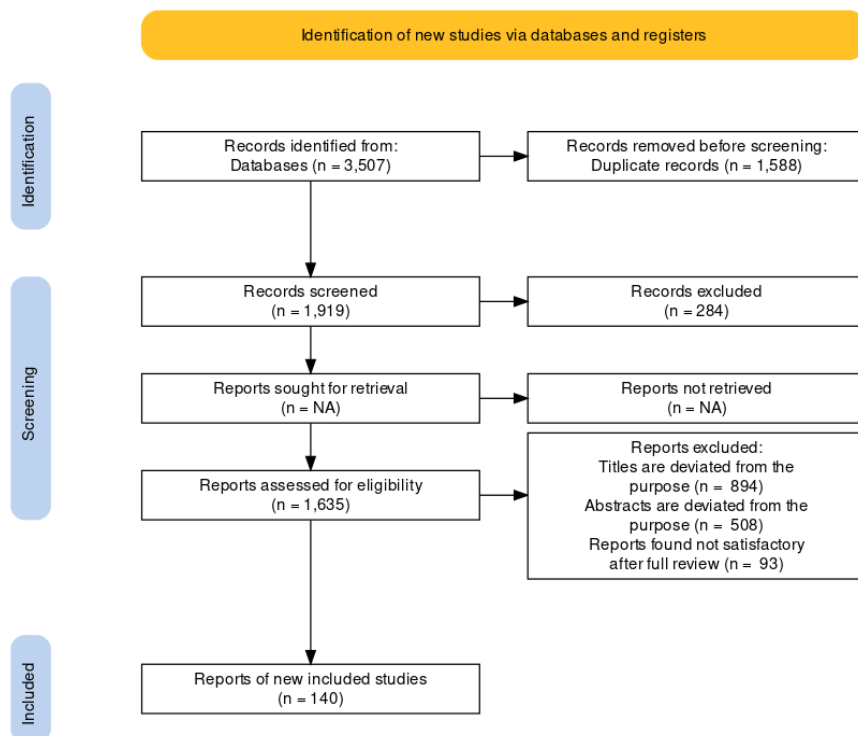 Identification of new studies via databases and registers
Identification
Records identified from:
Databases (n = 3,507)
Records removed before screening:
Duplicate records (n = 1,588)
Screening
Records screened
(n = 1,919)
Records excluded
(n = 284)
Reports sought for retrieval
(n = NA)
Reports not retrieved
(n = NA)
Reports assessed for eligibility
(n = 1,635)
Reports excluded:
Titles are deviated from the
purpose (n = 894)
Abstracts are deviated from the
purpose (n = 508)
Reports found not satisfactory
after full review (n = 93)
Included
Reports of new included studies
(n = 140)